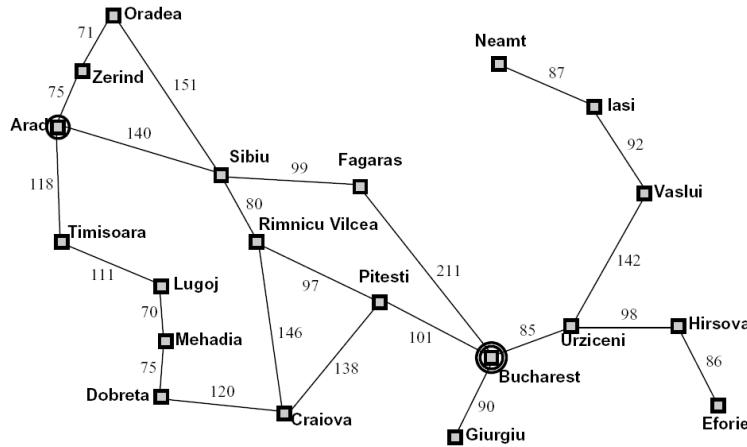 Oradea
71
Neamt
Zerind
87
75
151
Iasi
Arad
140
92
Sibiu
Fagaras
99
118
Vaslui
80
Timisoara
Rimnicu Vilcea
142
111
Lugoj
97
Pitesti
211
70
98
Hirsova
146
101
85
Mehadia
Urziceni
138
86
75
Bucharest
Dobreta
120
90
Craiova
Eforie
Giurgiu